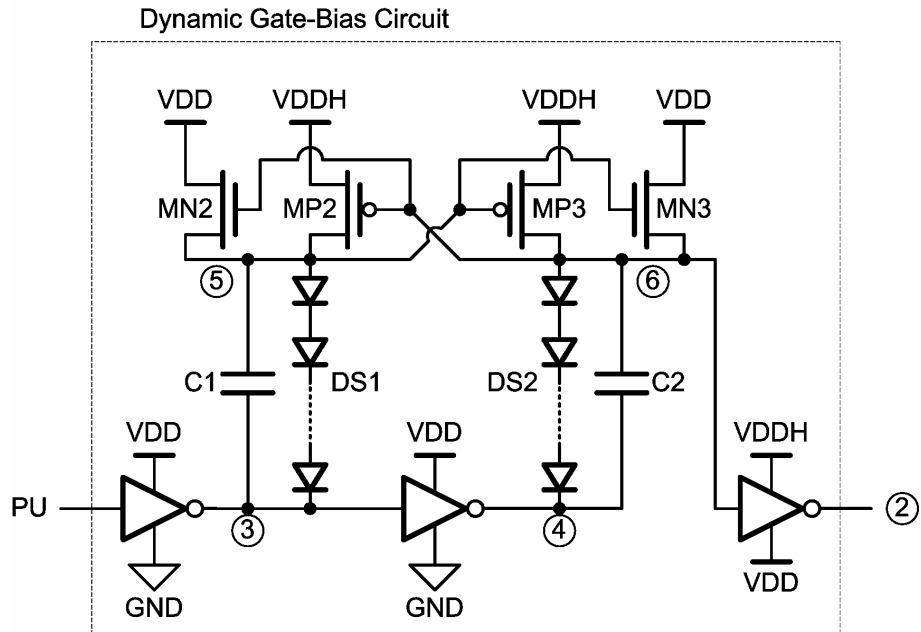 Dynamic Gate-Bias Circuit
VDD VDDH VDDH VDD
MN2 MP2 MP3 MN3
5 6
C1 DS1 DS2 C2
VDD VDD VDDH
PU 3 4 2
GND GND VDD